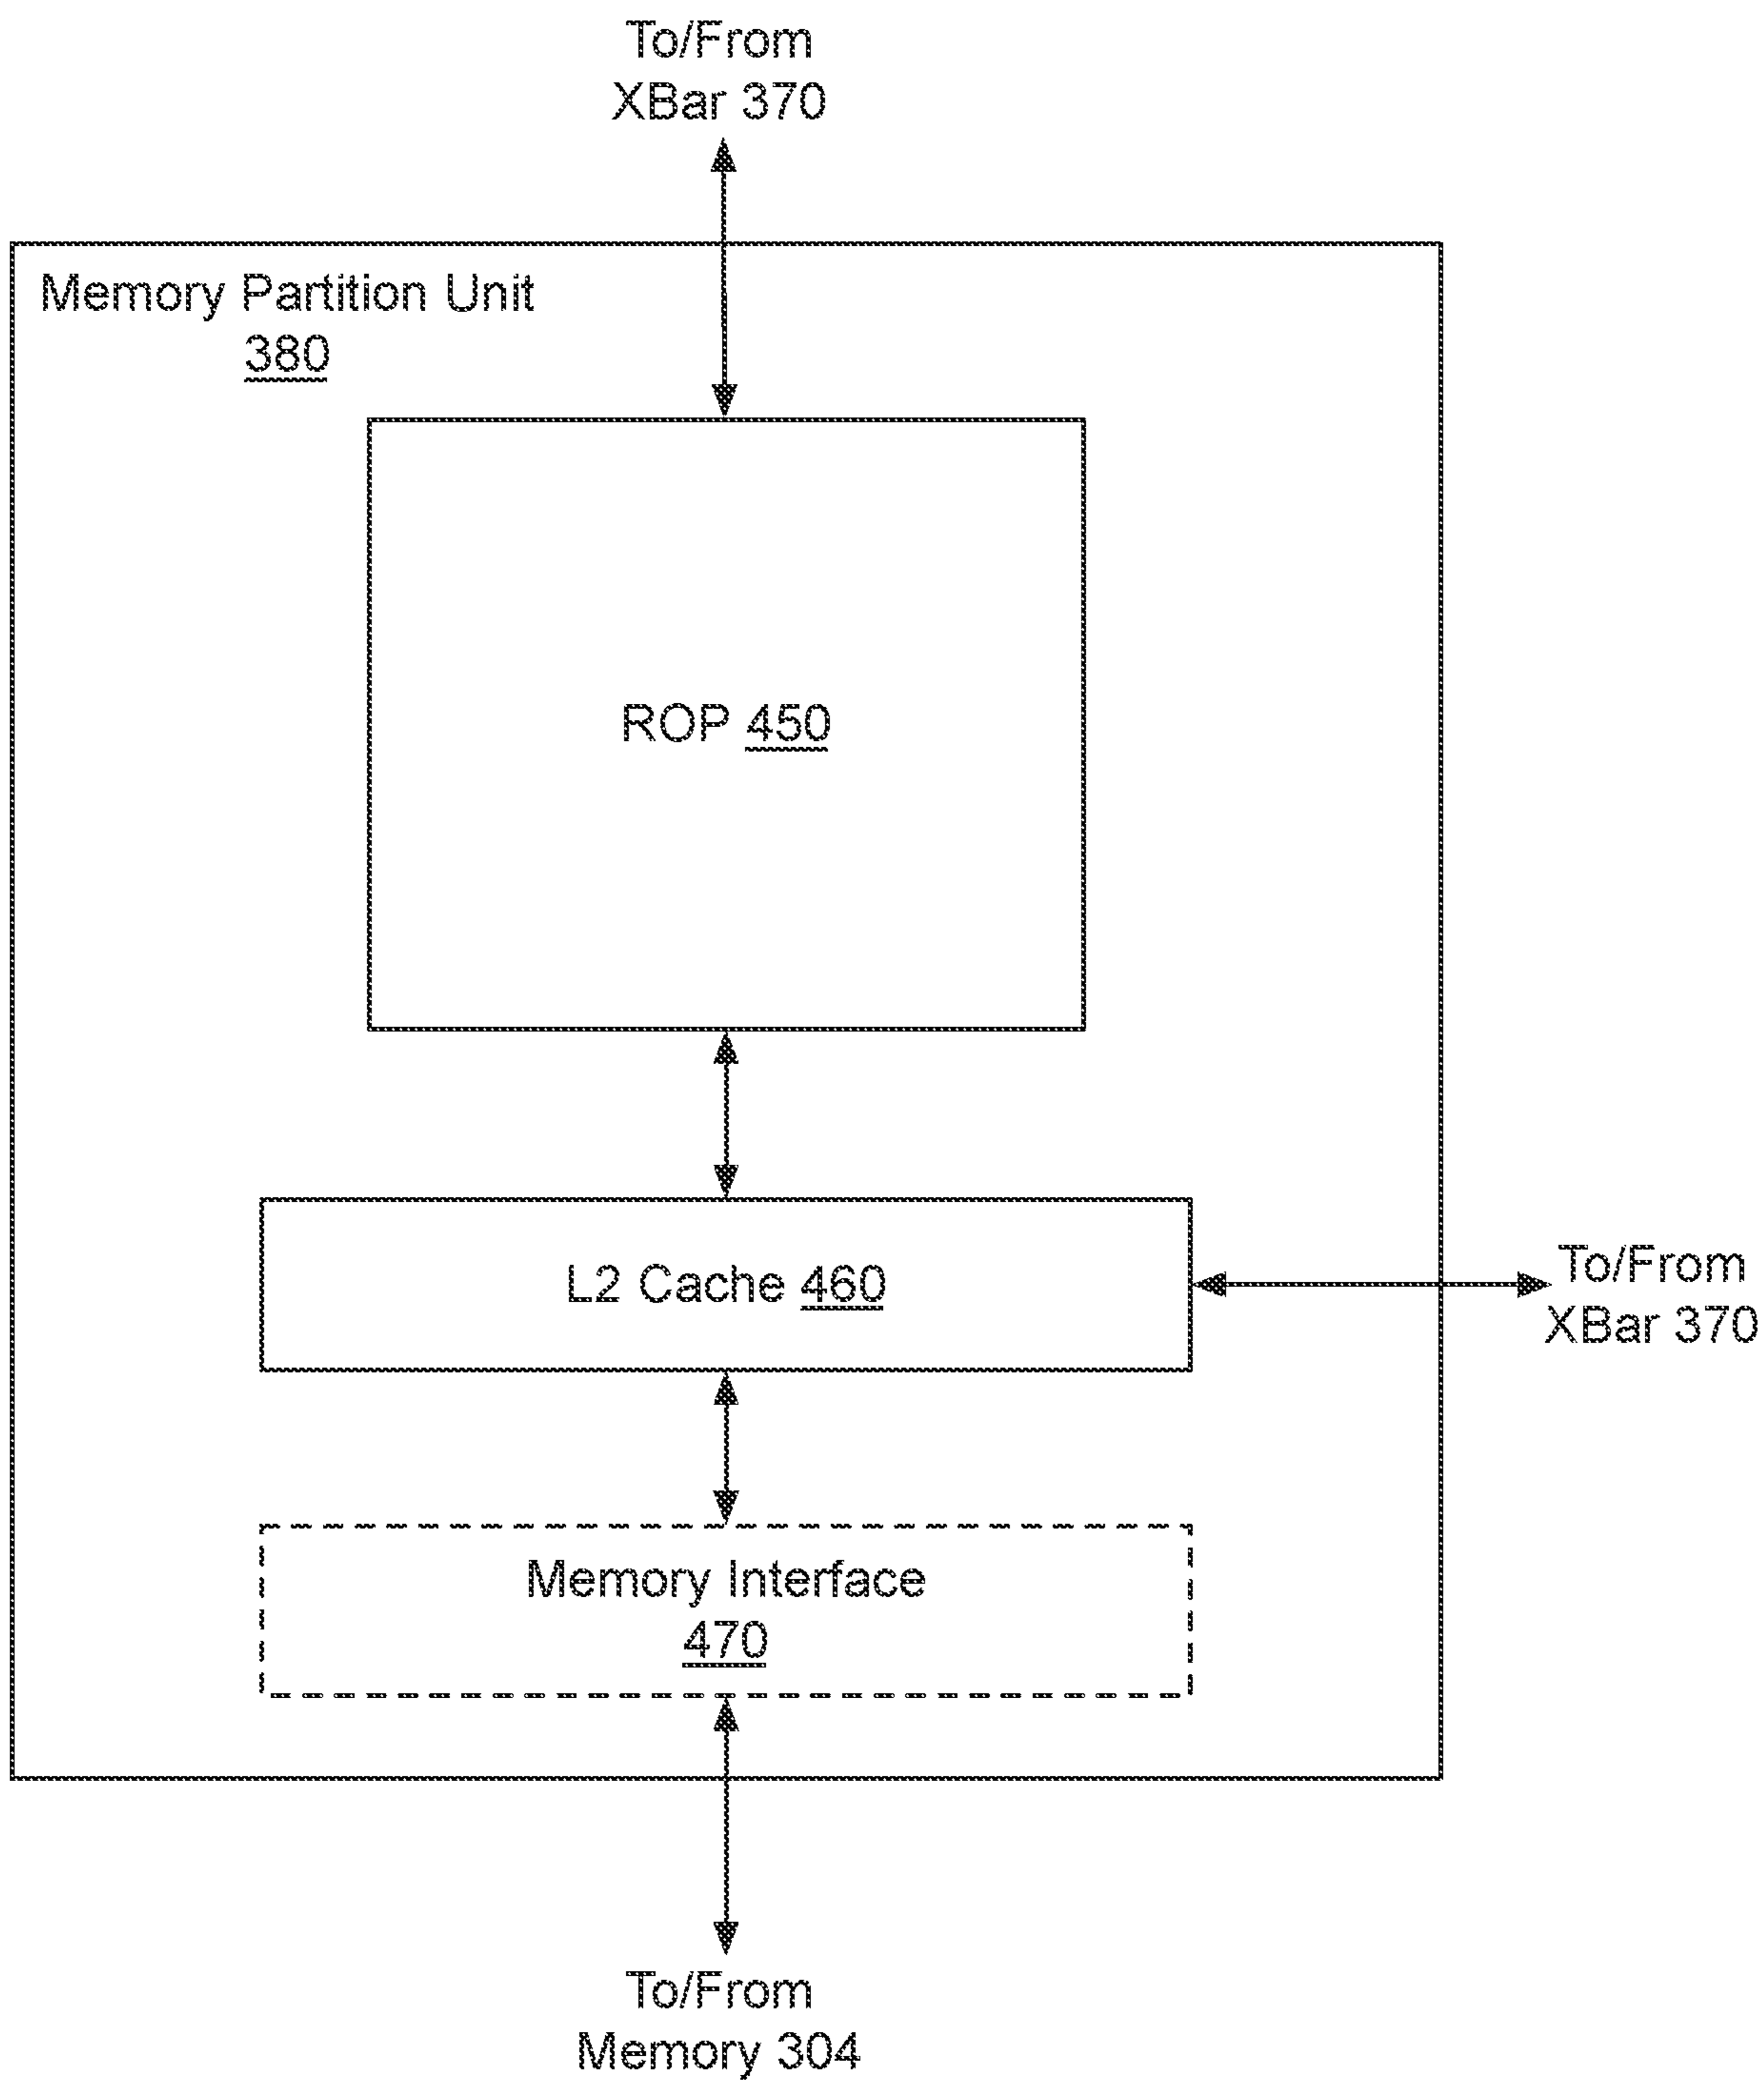 To/From
XBar 370
Memory Partition Unit
380
ROP 450
L2 Cache 460
To/From
XBar 370
Memory Interface
470
To/From
Memory 304